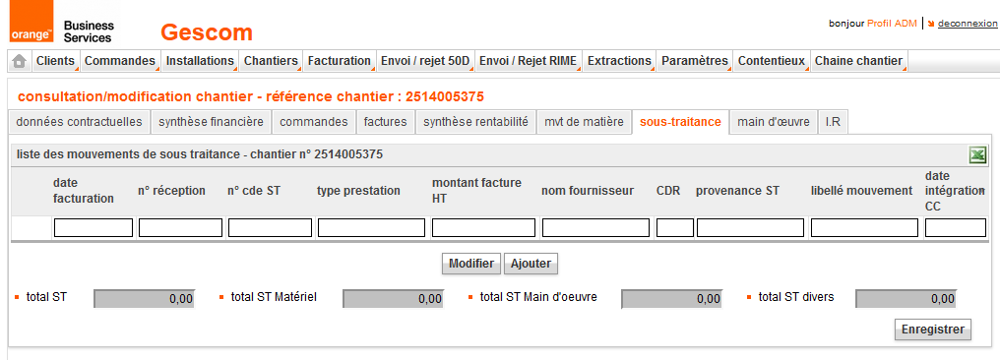 orange™
Business
Services
Gescom
bonjour Profil ADM | deconnexion
Clients Commandes Installations Chantiers Facturation Envoi / rejet 50D Envoi / Rejet RIME Extractions Paramètres Contentieux Chaine chantier
consultation/modification chantier - référence chantier : 2514005375
données contractuelles synthèse financière commandes factures synthèse rentabilité mvt de matière sous-traitance main d'œuvre I.R
liste des mouvements de sous traitance - chantier n° 2514005375
date facturation n° réception n° cde ST type prestation montant facture HT nom fournisseur CDR provenance ST libellé mouvement date intégration CC
Modifier Ajouter
total ST 0,00 total ST Matériel 0,00 total ST Main d'oeuvre 0,00 total ST divers 0,00
Enregistrer